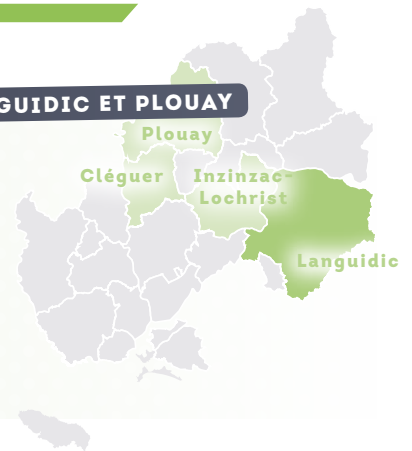 GUIDIC ET PLOUAY
Plouay
Cléguer
Inzinzac-
Lochrist
Languidic